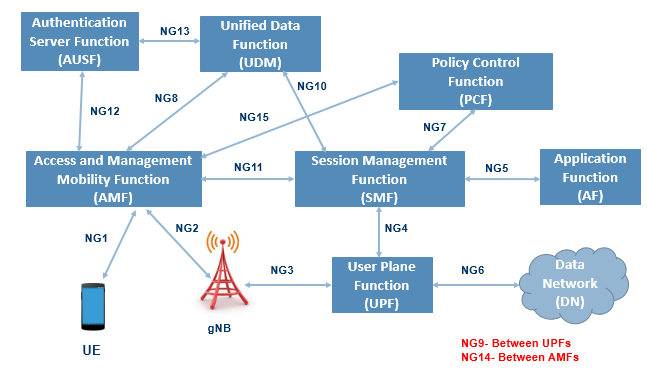 Authentication
Server Function
(AUSF)
NG13
Unified Data
Function
(UDM)
Policy Control
Function
(PCF)
NG12
NG8
NG10
NG15
NG7
Access and Management
Mobility Function
(AMF)
NG11
Session Management
Function
(SMF)
NG5
Application
Function
(AF)
NG1
NG2
NG4
NG3
User Plane
Function
(UPF)
NG6
Data
Network
(DN)
gNB
UE
NG9- Between UPFs
NG14- Between AMFs